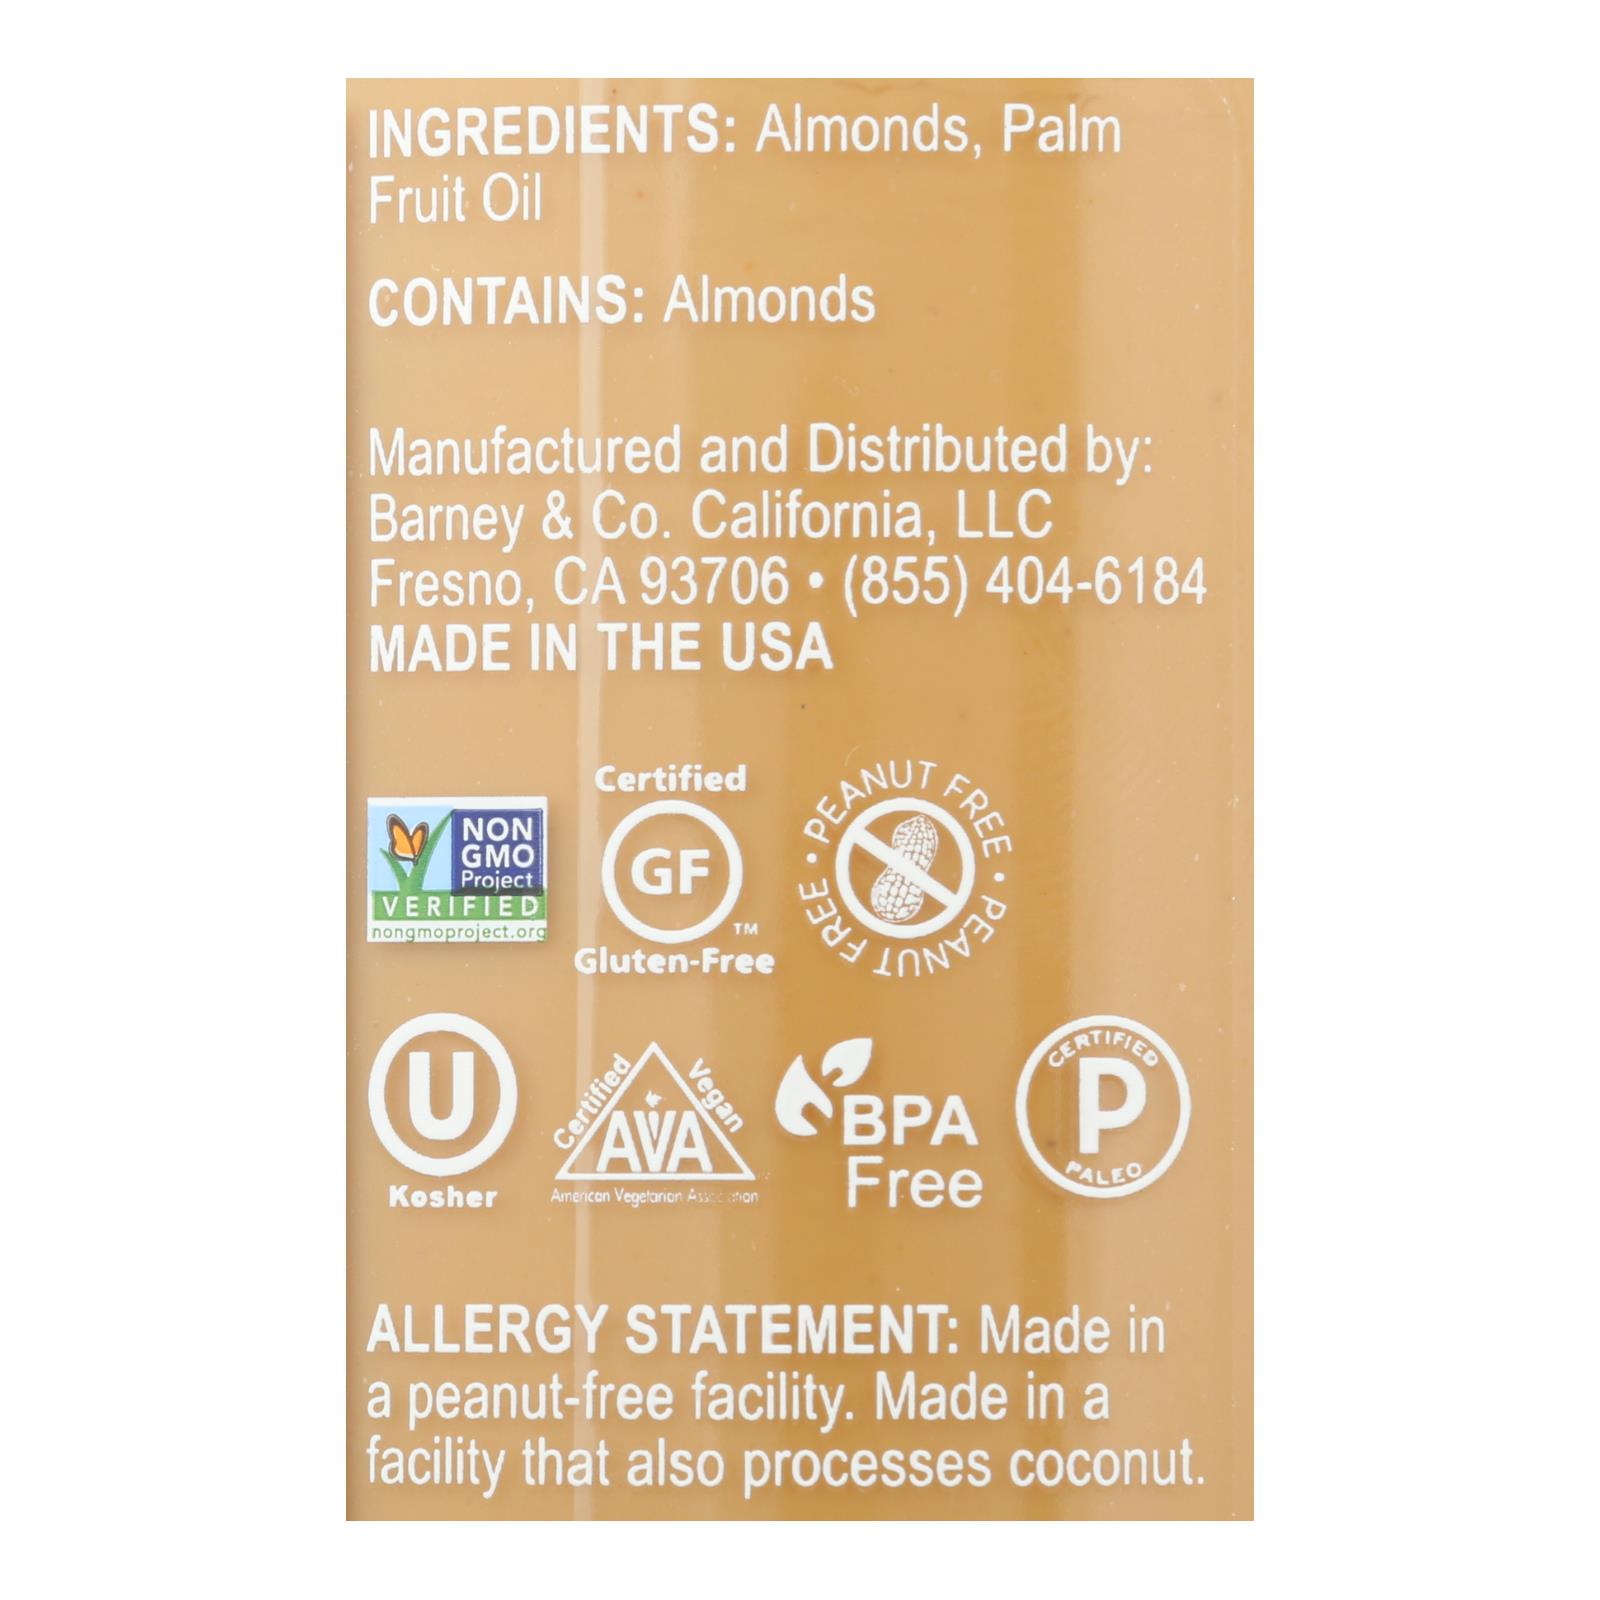 INGREDIENTS: Almonds, Palm
Fruit Oil
CONTAINS: Almonds
Manufactured and Distributed by:
Barney & Co. California, LLC
Fresno, CA 93706 • (855) 404-6184
MADE IN THE USA
NON
GMO
Project
VERIFIED
nongmoproject.org
Certified
GF
™
Gluten-Free
PEANUT FREE • PEANUT FREE •
U
Kosher
Certified Vegan
AVA
American Vegetarian Association
BPA
Free
CERTIFIED
P
PALEO
ALLERGY STATEMENT: Made in
a peanut-free facility. Made in a
facility that also processes coconut.